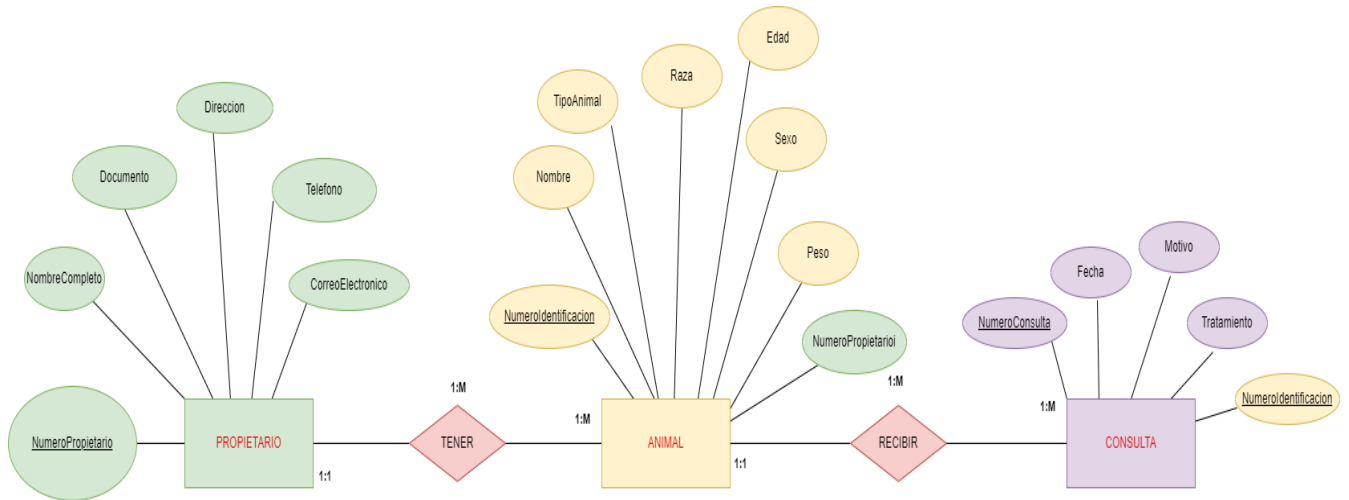 Edad
Raza
TipoAnimal
Direccion
Sexo
Documento
Nombre
Teléfono
Motivo
Peso
Fecha
NombreCompleto
CorreoElectronico
NumeroIdentificacion
NumeroConsulta
Tratamiento
NumeroPropietarioi
1:M
1:M
NumeroIdentificacion
1:M
1:M
NumeroPropietario
PROPIETARIO
TENER
ANIMAL
RECIBIR
CONSULTA
1:1
1:1